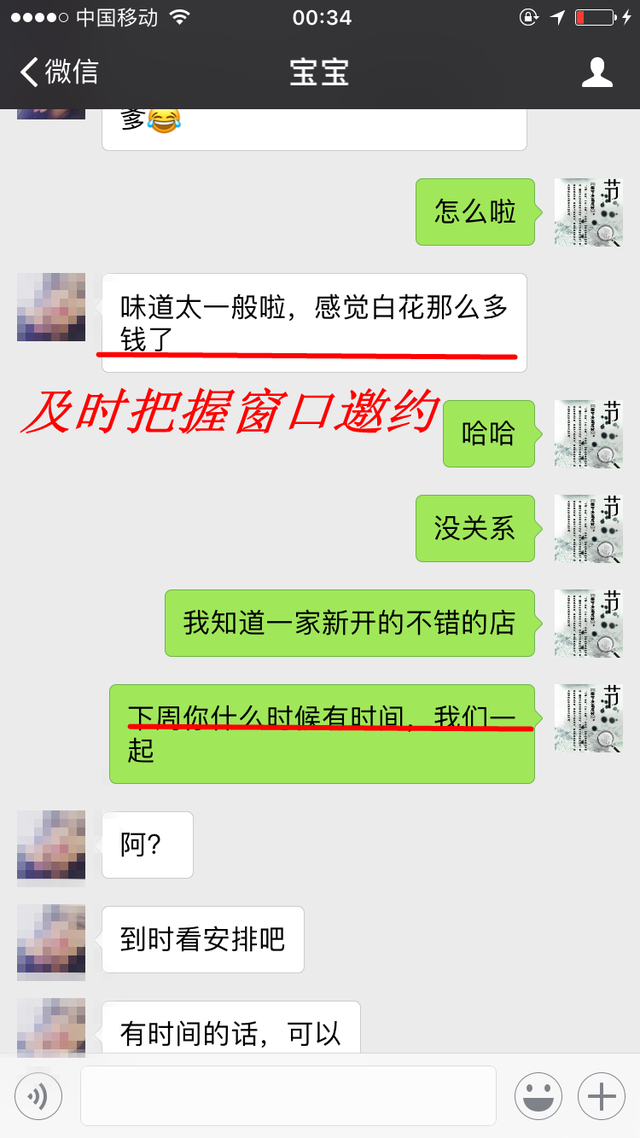 中国移动
00:34
微信
宝宝
爹😂
怎么啦
味道太一般啦，感觉白花那么多
钱了
及时把握窗口邀约
哈哈
没关系
我知道一家新开的不错的店
下周你什么时候有时间，我们一
起
阿？
到时看安排吧
有时间的话，可以